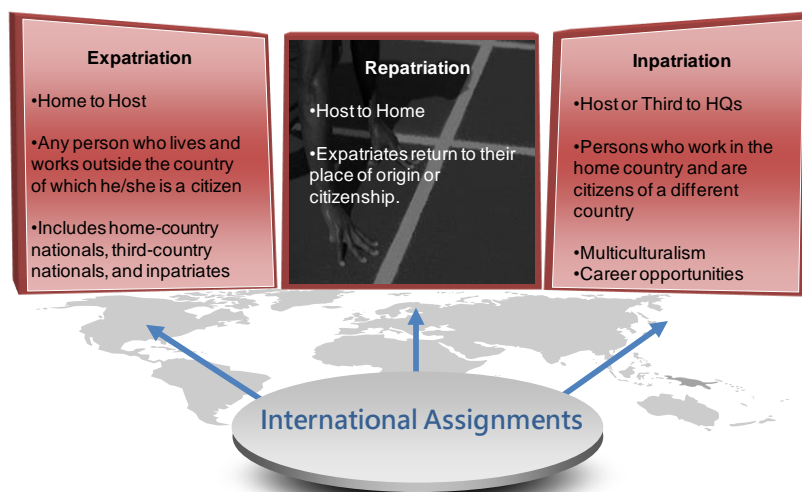 Expatriation
•Home to Host
•Any person who lives and
works outside the country
of which he/she is a citizen
•Includes home-country
nationals, third-country
nationals, and inpatriates
Repatriation
•Host to Home
•Expatriates return to their
place of origin or
citizenship.
Inpatriation
•Host or Third to HQs
•Persons who work in the
home country and are
citizens of a different
country
•Multiculturalism
•Career opportunities
International Assignments